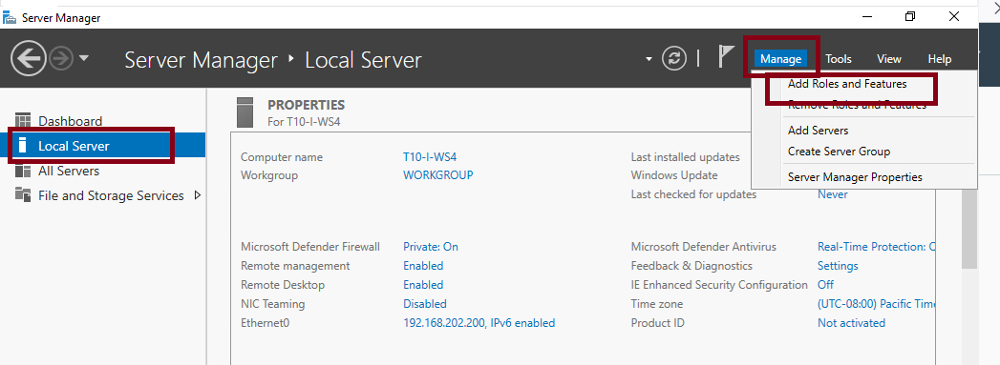 Server Manager
Server Manager ‣ Local Server
Manage Tools View Help
Add Roles and Features
Remove Roles and Features
Add Servers
Create Server Group
Server Manager Properties
Dashboard
Local Server
All Servers
File and Storage Services
PROPERTIES
For T10-I-WS4
Computer name T10-I-WS4
Workgroup WORKGROUP
Last installed updates
Windows Update
Last checked for updates Never
Microsoft Defender Firewall Private: On
Remote management Enabled
Remote Desktop Enabled
NIC Teaming Disabled
Ethernet0 192.168.202.200, IPv6 enabled
Microsoft Defender Antivirus Real-Time Protection:
Feedback & Diagnostics Settings
IE Enhanced Security Configuration Off
Time zone (UTC-08:00) Pacific Time
Product ID Not activated